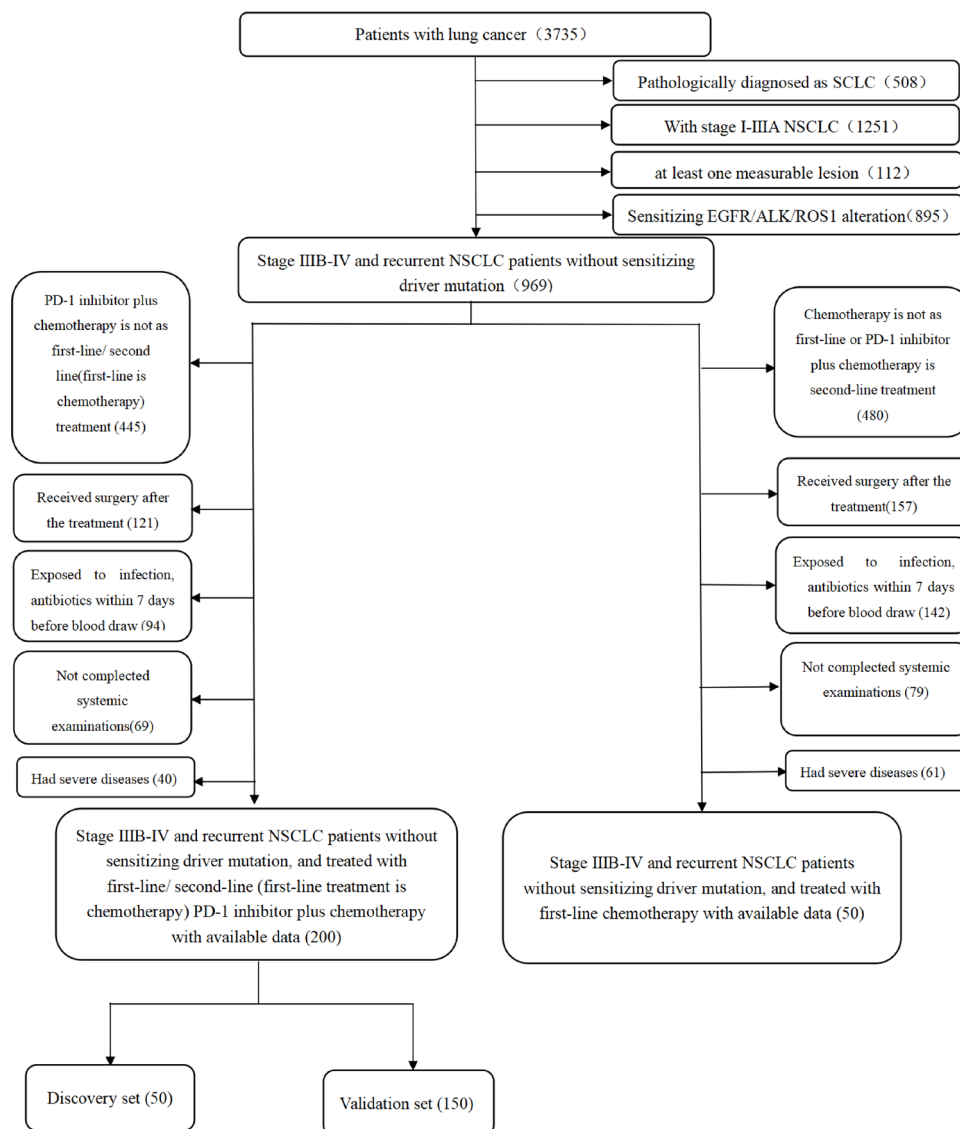 Patients with lung cancer（3735）
Pathologically diagnosed as SCLC（508）
With stage I-IIIA NSCLC（1251）
at least one measurable lesion（112）
Sensitizing EGFR/ALK/ROS1 alteration(895）
Stage IIIB-IV and recurrent NSCLC patients without sensitizing
driver mutation（969）
PD-1 inhibitor plus
chemotherapy is not as
first-line/ second
line(first-line is
chemotherapy)
treatment (445)
Received surgery after
the treatment (121)
Exposed to infection,
antibiotics within 7 days
before blood draw (94)
Not complected
systemic
examinations(69)
Had severe diseases (40)
Chemotherapy is not as
first-line or PD-1 inhibitor
plus chemotherapy is
second-line treatment
(480)
Received surgery after the
treatment(157)
Exposed to infection,
antibiotics within 7 days
before blood draw (142)
Not complected systemic
examinations (79)
Had severe diseases (61)
Stage IIIB-IV and recurrent NSCLC patients without
sensitizing driver mutation, and treated with
first-line/ second-line (first-line treatment is
chemotherapy) PD-1 inhibitor plus chemotherapy
with available data (200)
Stage IIIB-IV and recurrent NSCLC patients
without sensitizing driver mutation, and treated with
first-line chemotherapy with available data (50)
Discovery set (50)
Validation set (150)